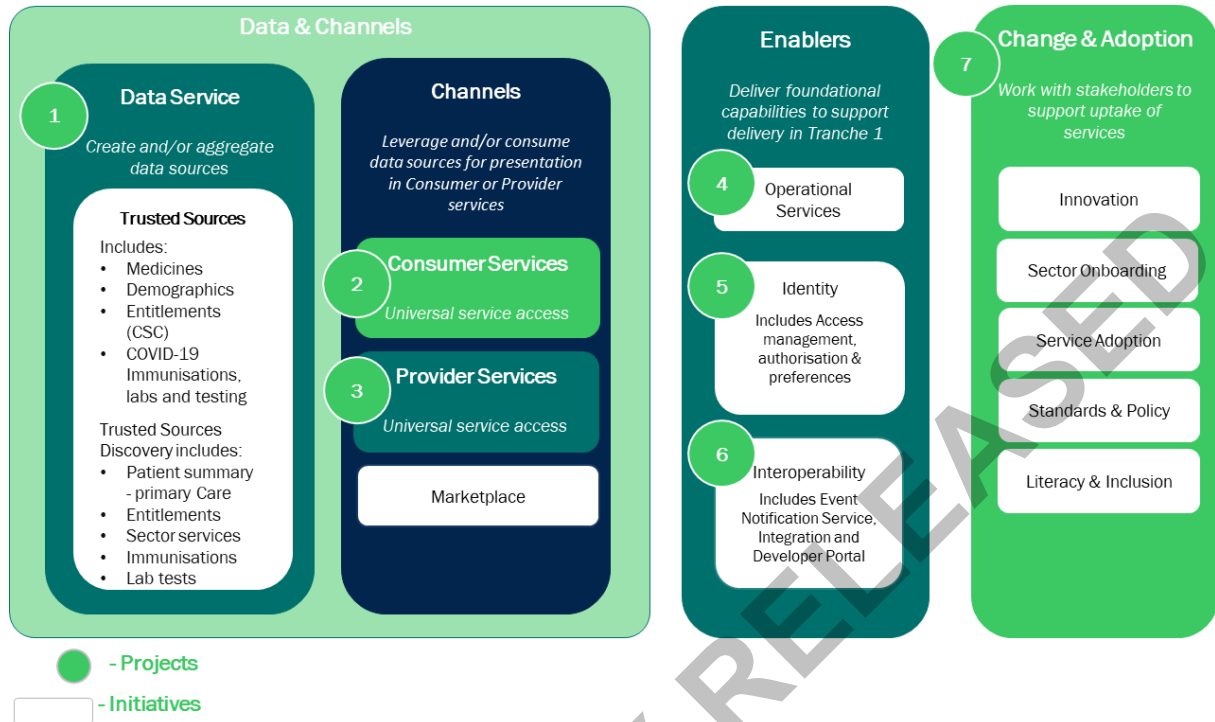 Data & Channels
1
Data Service
Create and/or aggregate
data sources
Trusted Sources
Includes:
• Medicines
• Demographics
• Entitlements
(CSC)
• COVID-19
Immunisations,
labs and testing
Trusted Sources
Discovery includes:
• Patient summary
- primary Care
• Entitlements
• Sector services
• Immunisations
• Lab tests
Channels
Leverage and/or consume
data sources for presentation
in Consumer or Provider
services
2
Consumer Services
Universal service access
3
Provider Services
Universal service access
Marketplace
Enablers
Deliver foundational
capabilities to support
delivery in Tranche 1
4
Operational
Services
5
Identity
Includes Access
management,
authorisation &
preferences
6
Interoperability
Includes Event
Notification Service,
Integration and
Developer Portal
7
Change & Adoption
Work with stakeholders to
support uptake of
services
Innovation
Sector Onboarding
Service Adoption
Standards & Policy
Literacy & Inclusion
- Projects
- Initiatives
RELEASED